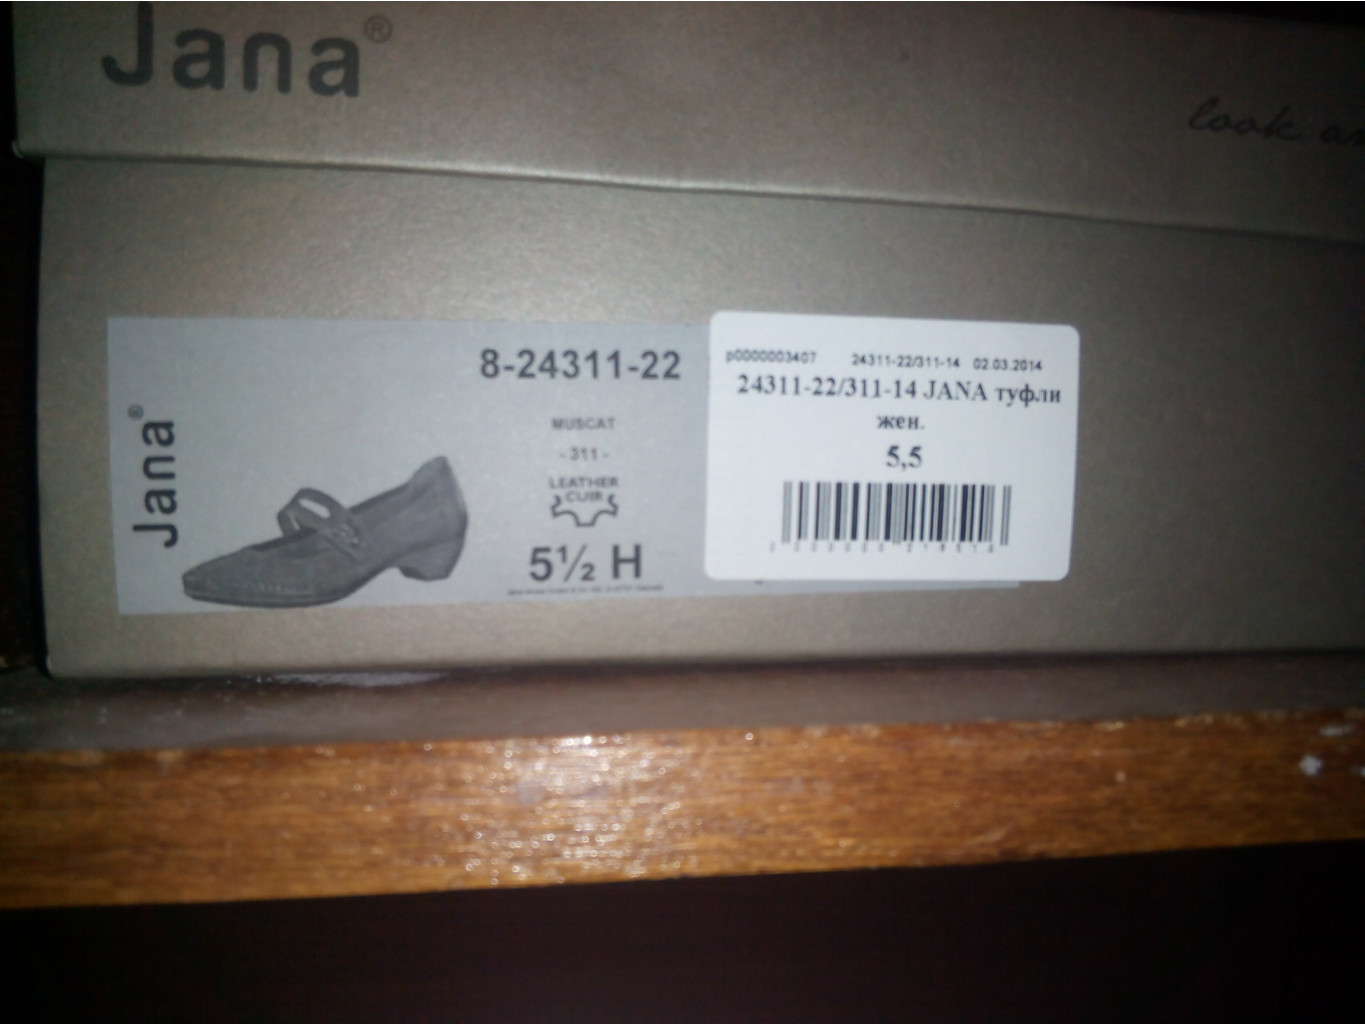 Jana®
look
Jana®
8-24311-22
MUSCAT
- 311 -
LEATHER
CUIR
5½ H
p0000003407 24311-22/311-14 02.03.2014
24311-22/311-14 JANA туфли
жен.
5,5